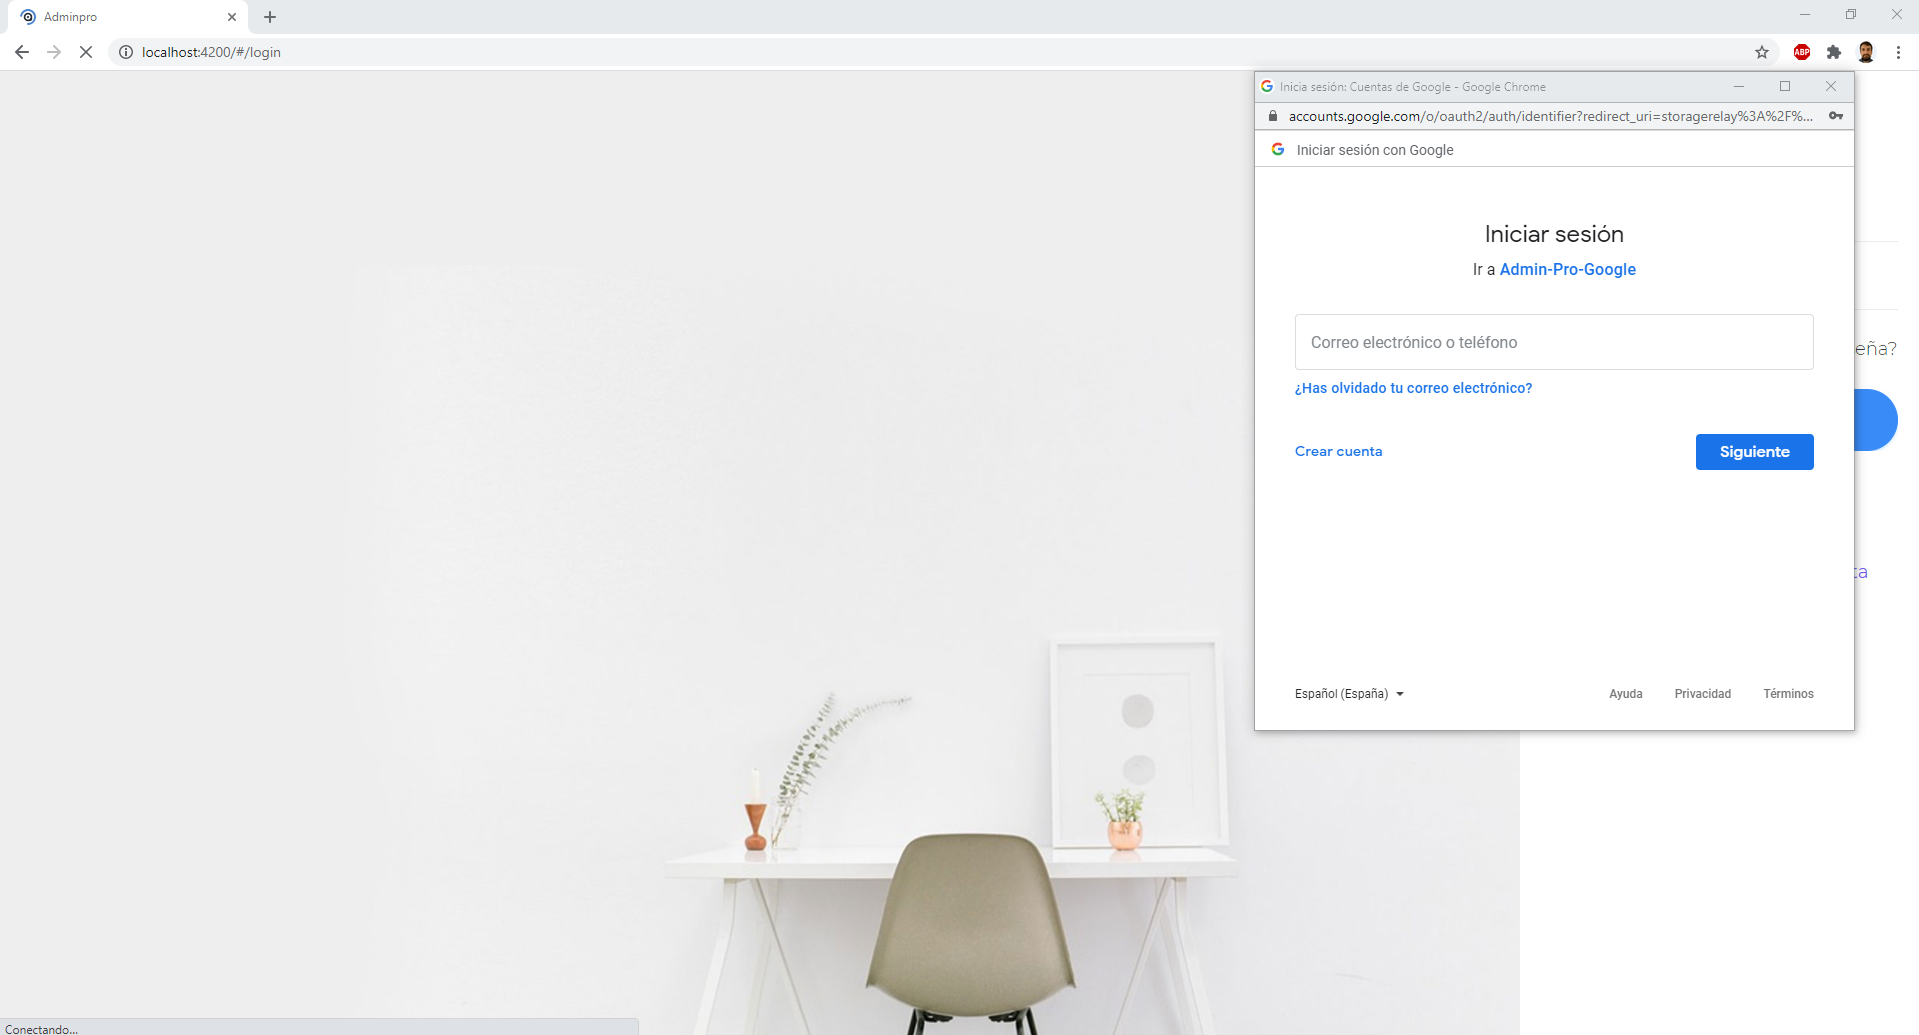 Adminpro
localhost:4200/#/login
ABP
Inicia sesión: Cuentas de Google - Google Chrome
accounts.google.com/o/oauth2/auth/identifier?redirect_uri=storagerelay%3A%2F%...
Iniciar sesión con Google
Iniciar sesión
Ir a Admin-Pro-Google
Correo electrónico o teléfono
eña?
¿Has olvidado tu correo electrónico?
Crear cuenta
Siguiente
ta
Español (España)
Ayuda
Privacidad
Términos
Conectando...